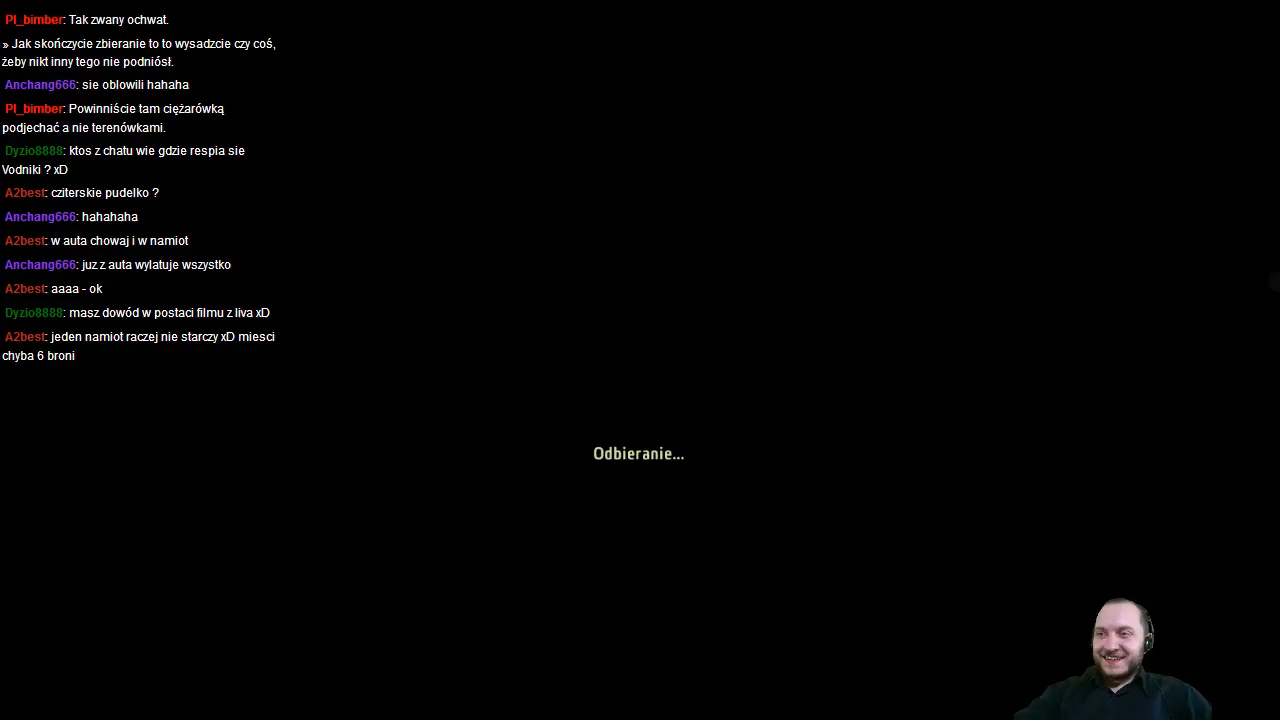 Pl_bimber: Tak zwany ochwat.
» Jak skończycie zbieranie to to wysadzcie czy coś,
żeby nikt inny tego nie podniósł.
Anchang666: sie oblowili hahaha
Pl_bimber: Powinniście tam ciężarówką
podjechać a nie terenówkami.
Dyzio8888: ktos z chatu wie gdzie respia sie
Vodniki ? xD
A2best: cziterskie pudelko ?
Anchang666: hahahaha
A2best: w auta chowaj i w namiot
Anchang666: juz z auta wylatuje wszystko
A2best: aaaa - ok
Dyzio8888: masz dowód w postaci filmu z liva xD
A2best: jeden namiot raczej nie starczy xD miesci
chyba 6 broni
Odbieranie...